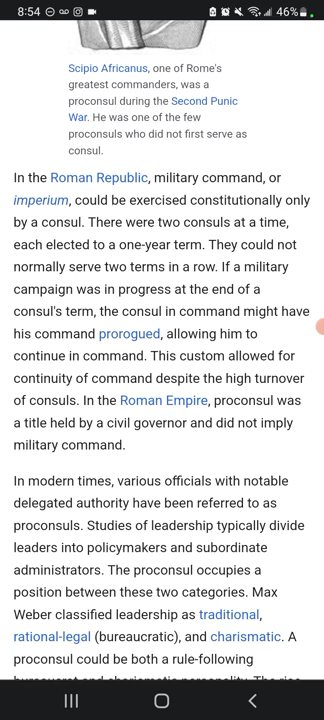 8:54 46%
Scipio Africanus, one of Rome's
greatest commanders, was a
proconsul during the Second Punic
War. He was one of the few
proconsuls who did not first serve as
consul.
In the Roman Republic, military command, or
imperium, could be exercised constitutionally only
by a consul. There were two consuls at a time,
each elected to a one-year term. They could not
normally serve two terms in a row. If a military
campaign was in progress at the end of a
consul's term, the consul in command might have
his command prorogued, allowing him to
continue in command. This custom allowed for
continuity of command despite the high turnover
of consuls. In the Roman Empire, proconsul was
a title held by a civil governor and did not imply
military command.
In modern times, various officials with notable
delegated authority have been referred to as
proconsuls. Studies of leadership typically divide
leaders into policymakers and subordinate
administrators. The proconsul occupies a
position between these two categories. Max
Weber classified leadership as traditional,
rational-legal (bureaucratic), and charismatic. A
proconsul could be both a rule-following
bureaucrat and charismatic personality. The rise